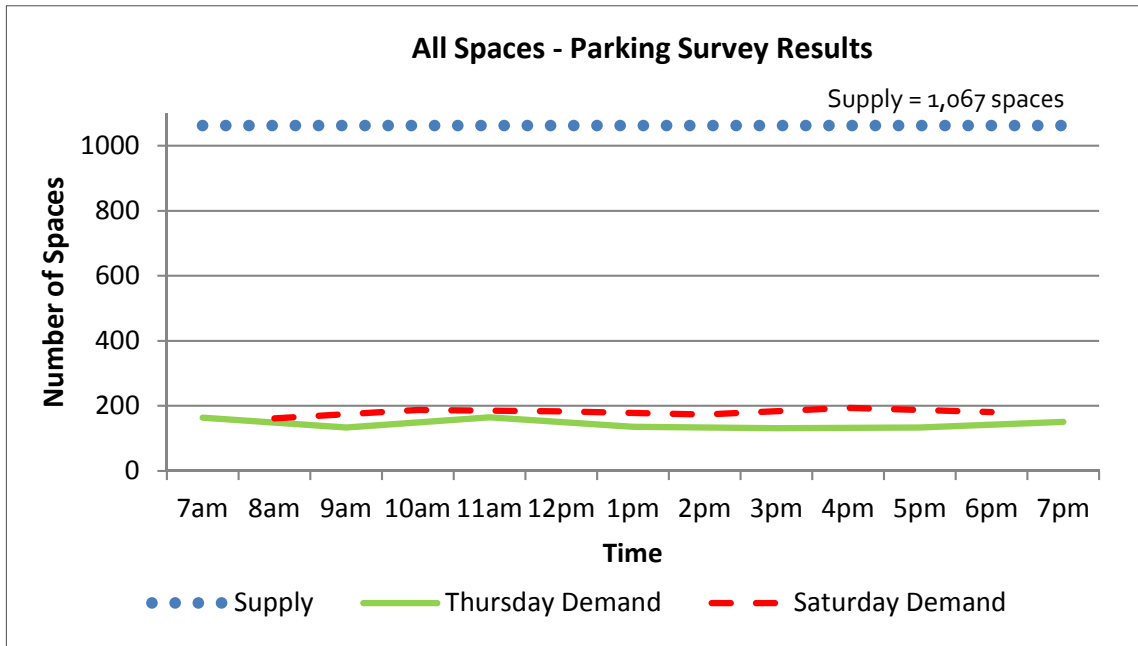 All Spaces - Parking Survey Results
Supply = 1,067 spaces
Number of Spaces
1000
800
600
400
200
0
7am 8am 9am 10am 11am 12pm 1pm 2pm 3pm 4pm 5pm 6pm 7pm
Time
Supply Thursday Demand Saturday Demand